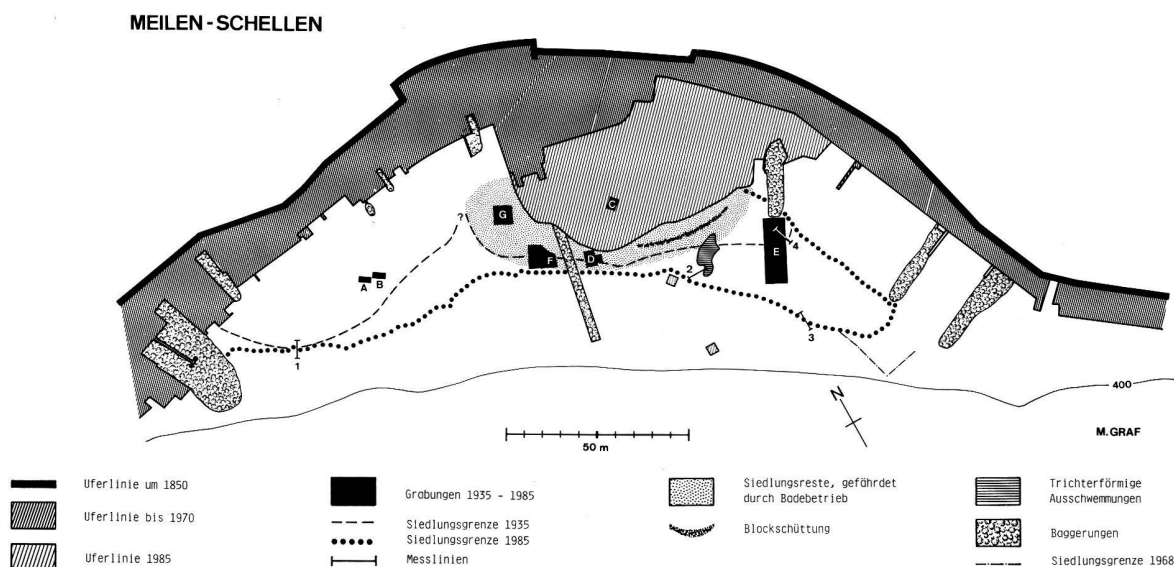 MEILEN-SCHELLEN
C
G
?
E
4
F
D
2
A
B
3
1
400
N
50 m
M.GRAF
Uferlinie um 1850
Uferlinie bis 1970
Uferlinie 1985
Grabungen 1935 - 1985
Siedlungsgrenze 1935
Siedlungsgrenze 1985
Messlinien
Siedlungsreste, gefährdet
durch Badebetrieb
Blockschüttung
Trichterförmige
Ausschwemmungen
Baggerungen
Siedlungsgrenze 1968